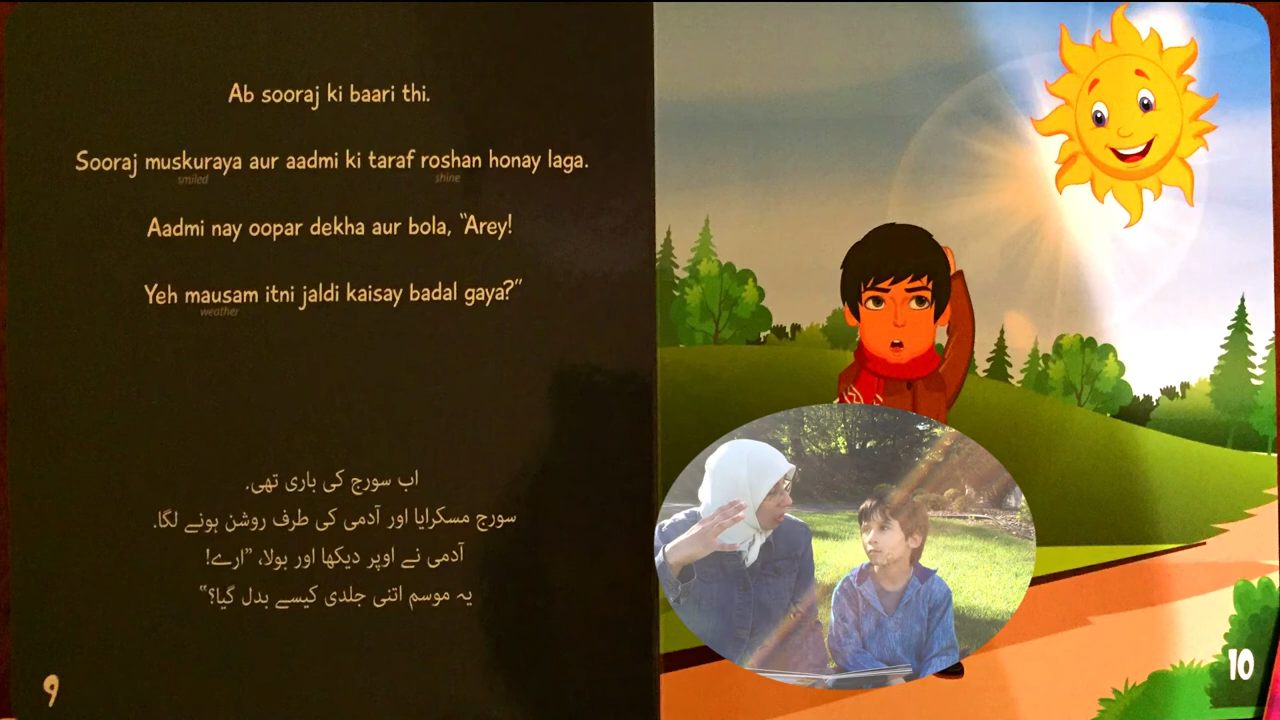 Ab sooraj ki baari thi.
Sooraj muskuraya aur aadmi ki taraf roshan honay laga.
smiled shine
Aadmi nay oopar dekha aur bola, “Arey!
Yeh mausam itni jaldi kaisay badal gaya?”
weather
اب سورج کی باری تھی.
سورج مسکرایا اور آدمی کی طرف روشن ہونے لگا.
آدمی نے اوپر دیکھا اور بولا، ”ارے!
یہ موسم اتنی جلدی کیسے بدل گیا؟“
9
10